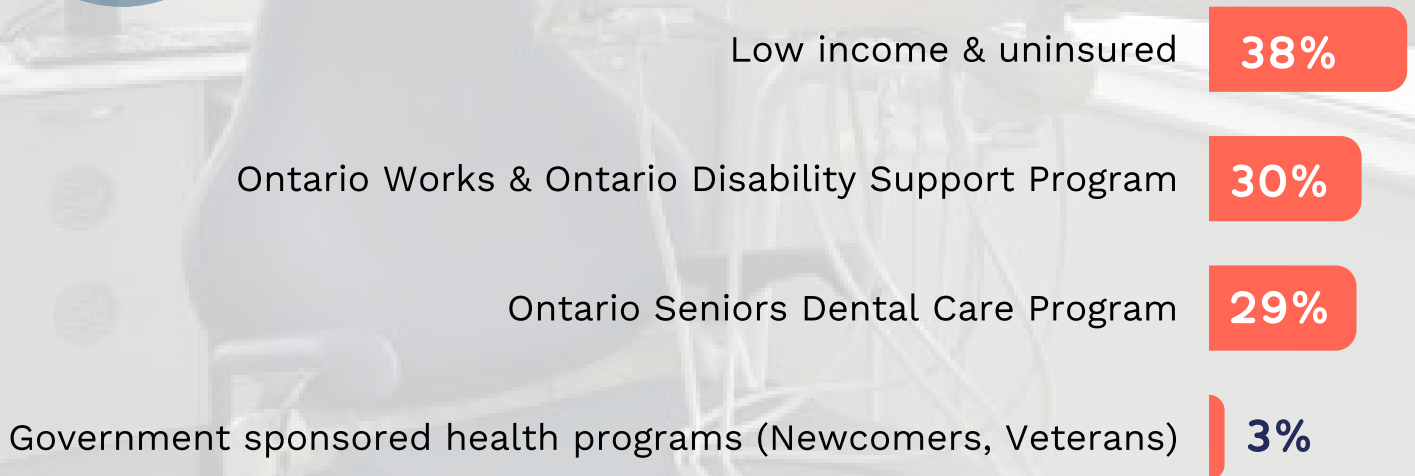 Low income & uninsured 38%
Ontario Works & Ontario Disability Support Program 30%
Ontario Seniors Dental Care Program 29%
Government sponsored health programs (Newcomers, Veterans) 3%